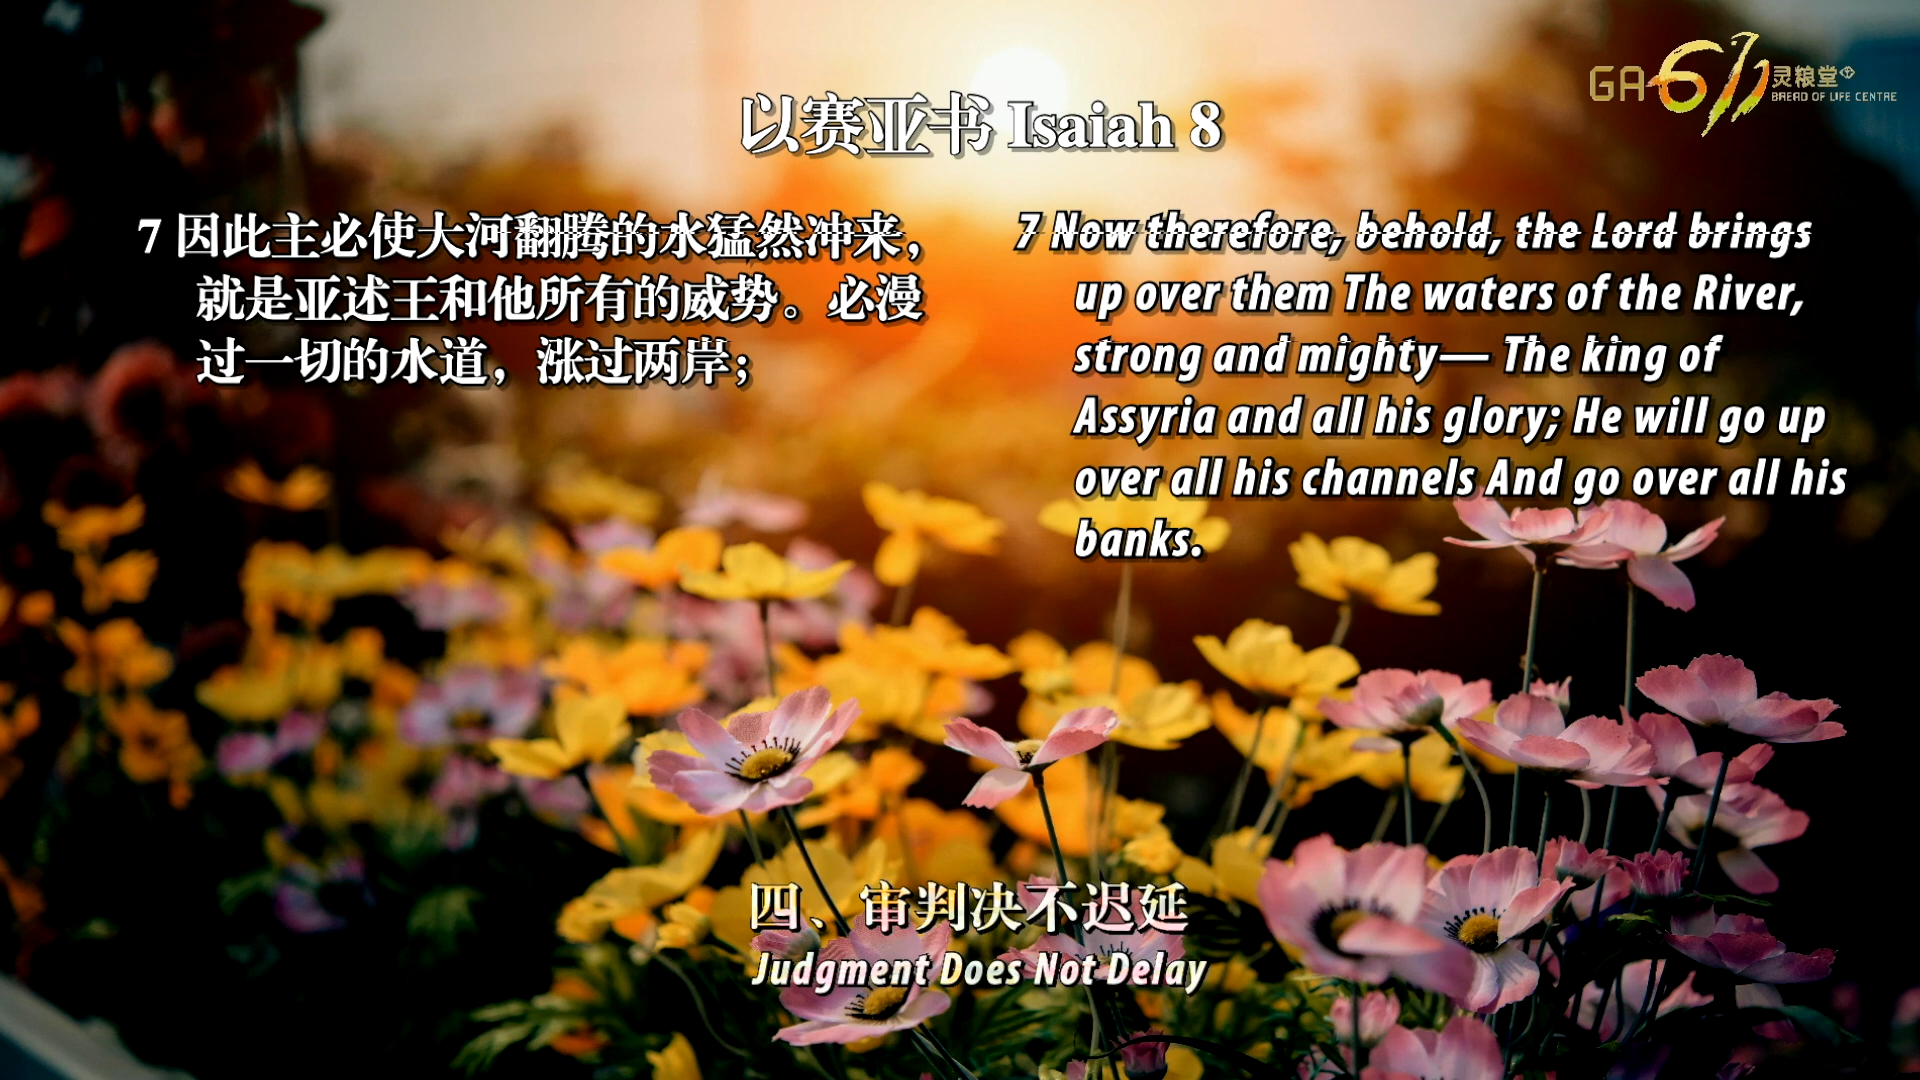 GA 611 灵粮堂
BREAD OF LIFE CENTRE
以赛亚书 Isaiah 8
7 因此主必使大河翻腾的水猛然冲来，
就是亚述王和他所有的威势。必漫
过一切的水道，涨过两岸；
7 Now therefore, behold, the Lord brings
up over them The waters of the River,
strong and mighty— The king of
Assyria and all his glory; He will go up
over all his channels And go over all his
banks.
四、审判决不迟延
Judgment Does Not Delay